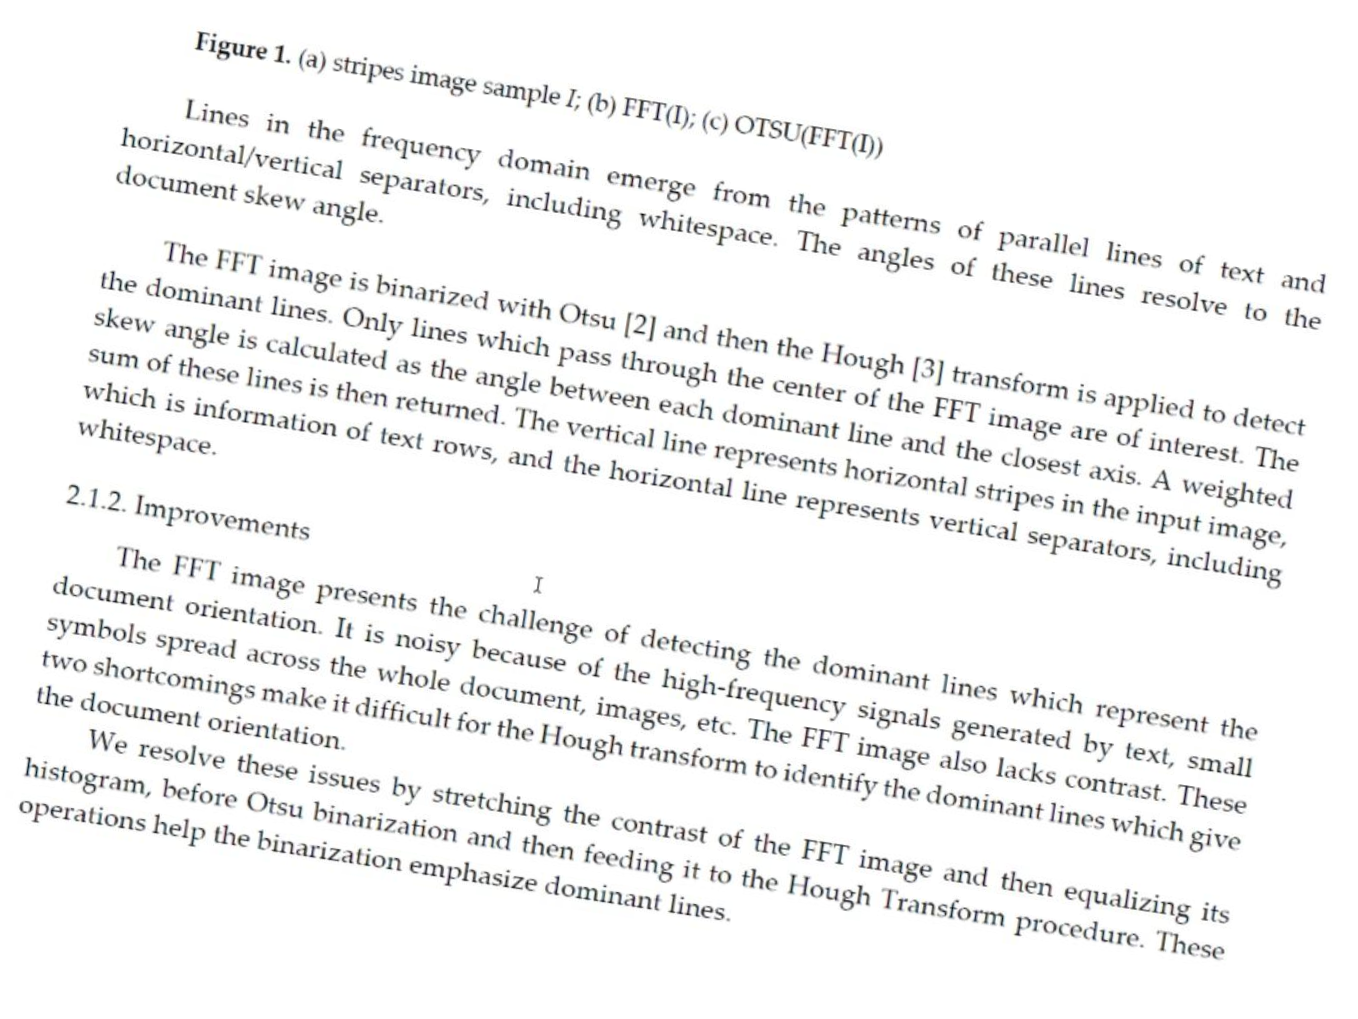 Figure 1. (a) stripes image sample I; (b) FFT(I); (c) OTSU(FFT(I))
Lines in the frequency domain emerge from the patterns of parallel lines of text and
horizontal/vertical separators, including whitespace. The angles of these lines resolve to the
document skew angle.
The FFT image is binarized with Otsu [2] and then the Hough [3] transform is applied to detect
the dominant lines. Only lines which pass through the center of the FFT image are of interest. The
skew angle is calculated as the angle between each dominant line and the closest axis. A weighted
sum of these lines is then returned. The vertical line represents horizontal stripes in the input image,
which is information of text rows, and the horizontal line represents vertical separators, including
whitespace.
2.1.2. Improvements
The FFT image presents the challenge of detecting the dominant lines which represent the
document orientation. It is noisy because of the high-frequency signals generated by text, small
symbols spread across the whole document, images, etc. The FFT image also lacks contrast. These
two shortcomings make it difficult for the Hough transform to identify the dominant lines which give
the document orientation.
We resolve these issues by stretching the contrast of the FFT image and then equalizing its
histogram, before Otsu binarization and then feeding it to the Hough Transform procedure. These
operations help the binarization emphasize dominant lines.